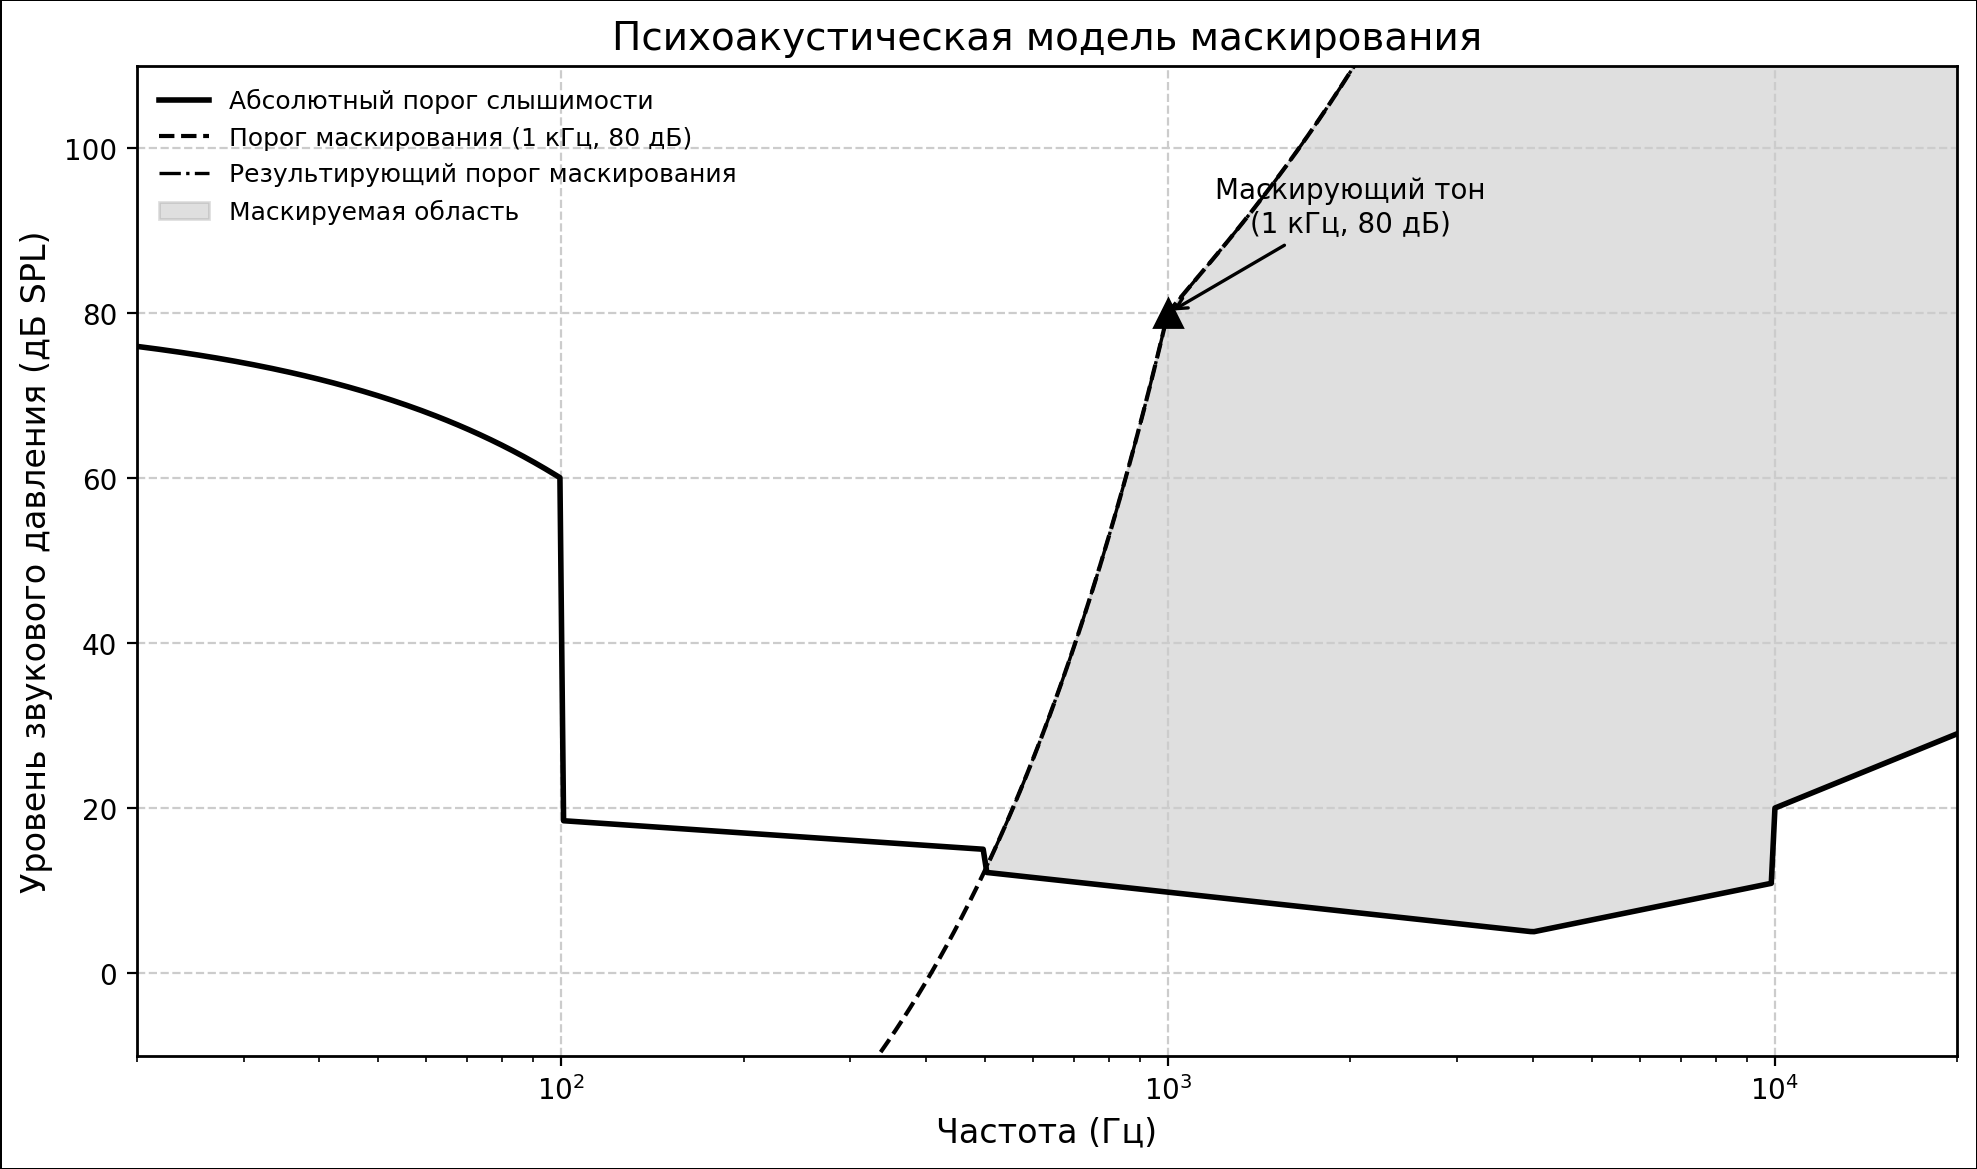 Психоакустическая модель маскирования
Абсолютный порог слышимости
Порог маскирования (1 кГц, 80 дБ)
Результирующий порог маскирования
Маскируемая область
Маскирующий тон
(1 кГц, 80 дБ)
Уровень звукового давления (дБ SPL)
100
80
60
40
20
0
10²
10³
10⁴
Частота (Гц)